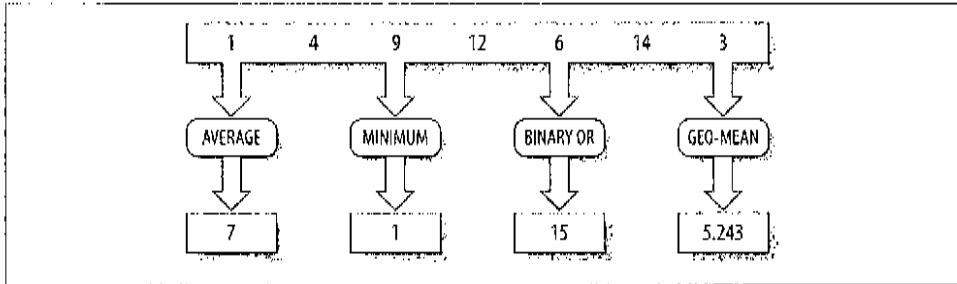 1 4 9 12 6 14 3
AVERAGE MINIMUM BINARY OR GEO-MEAN
7 1 15 5.243